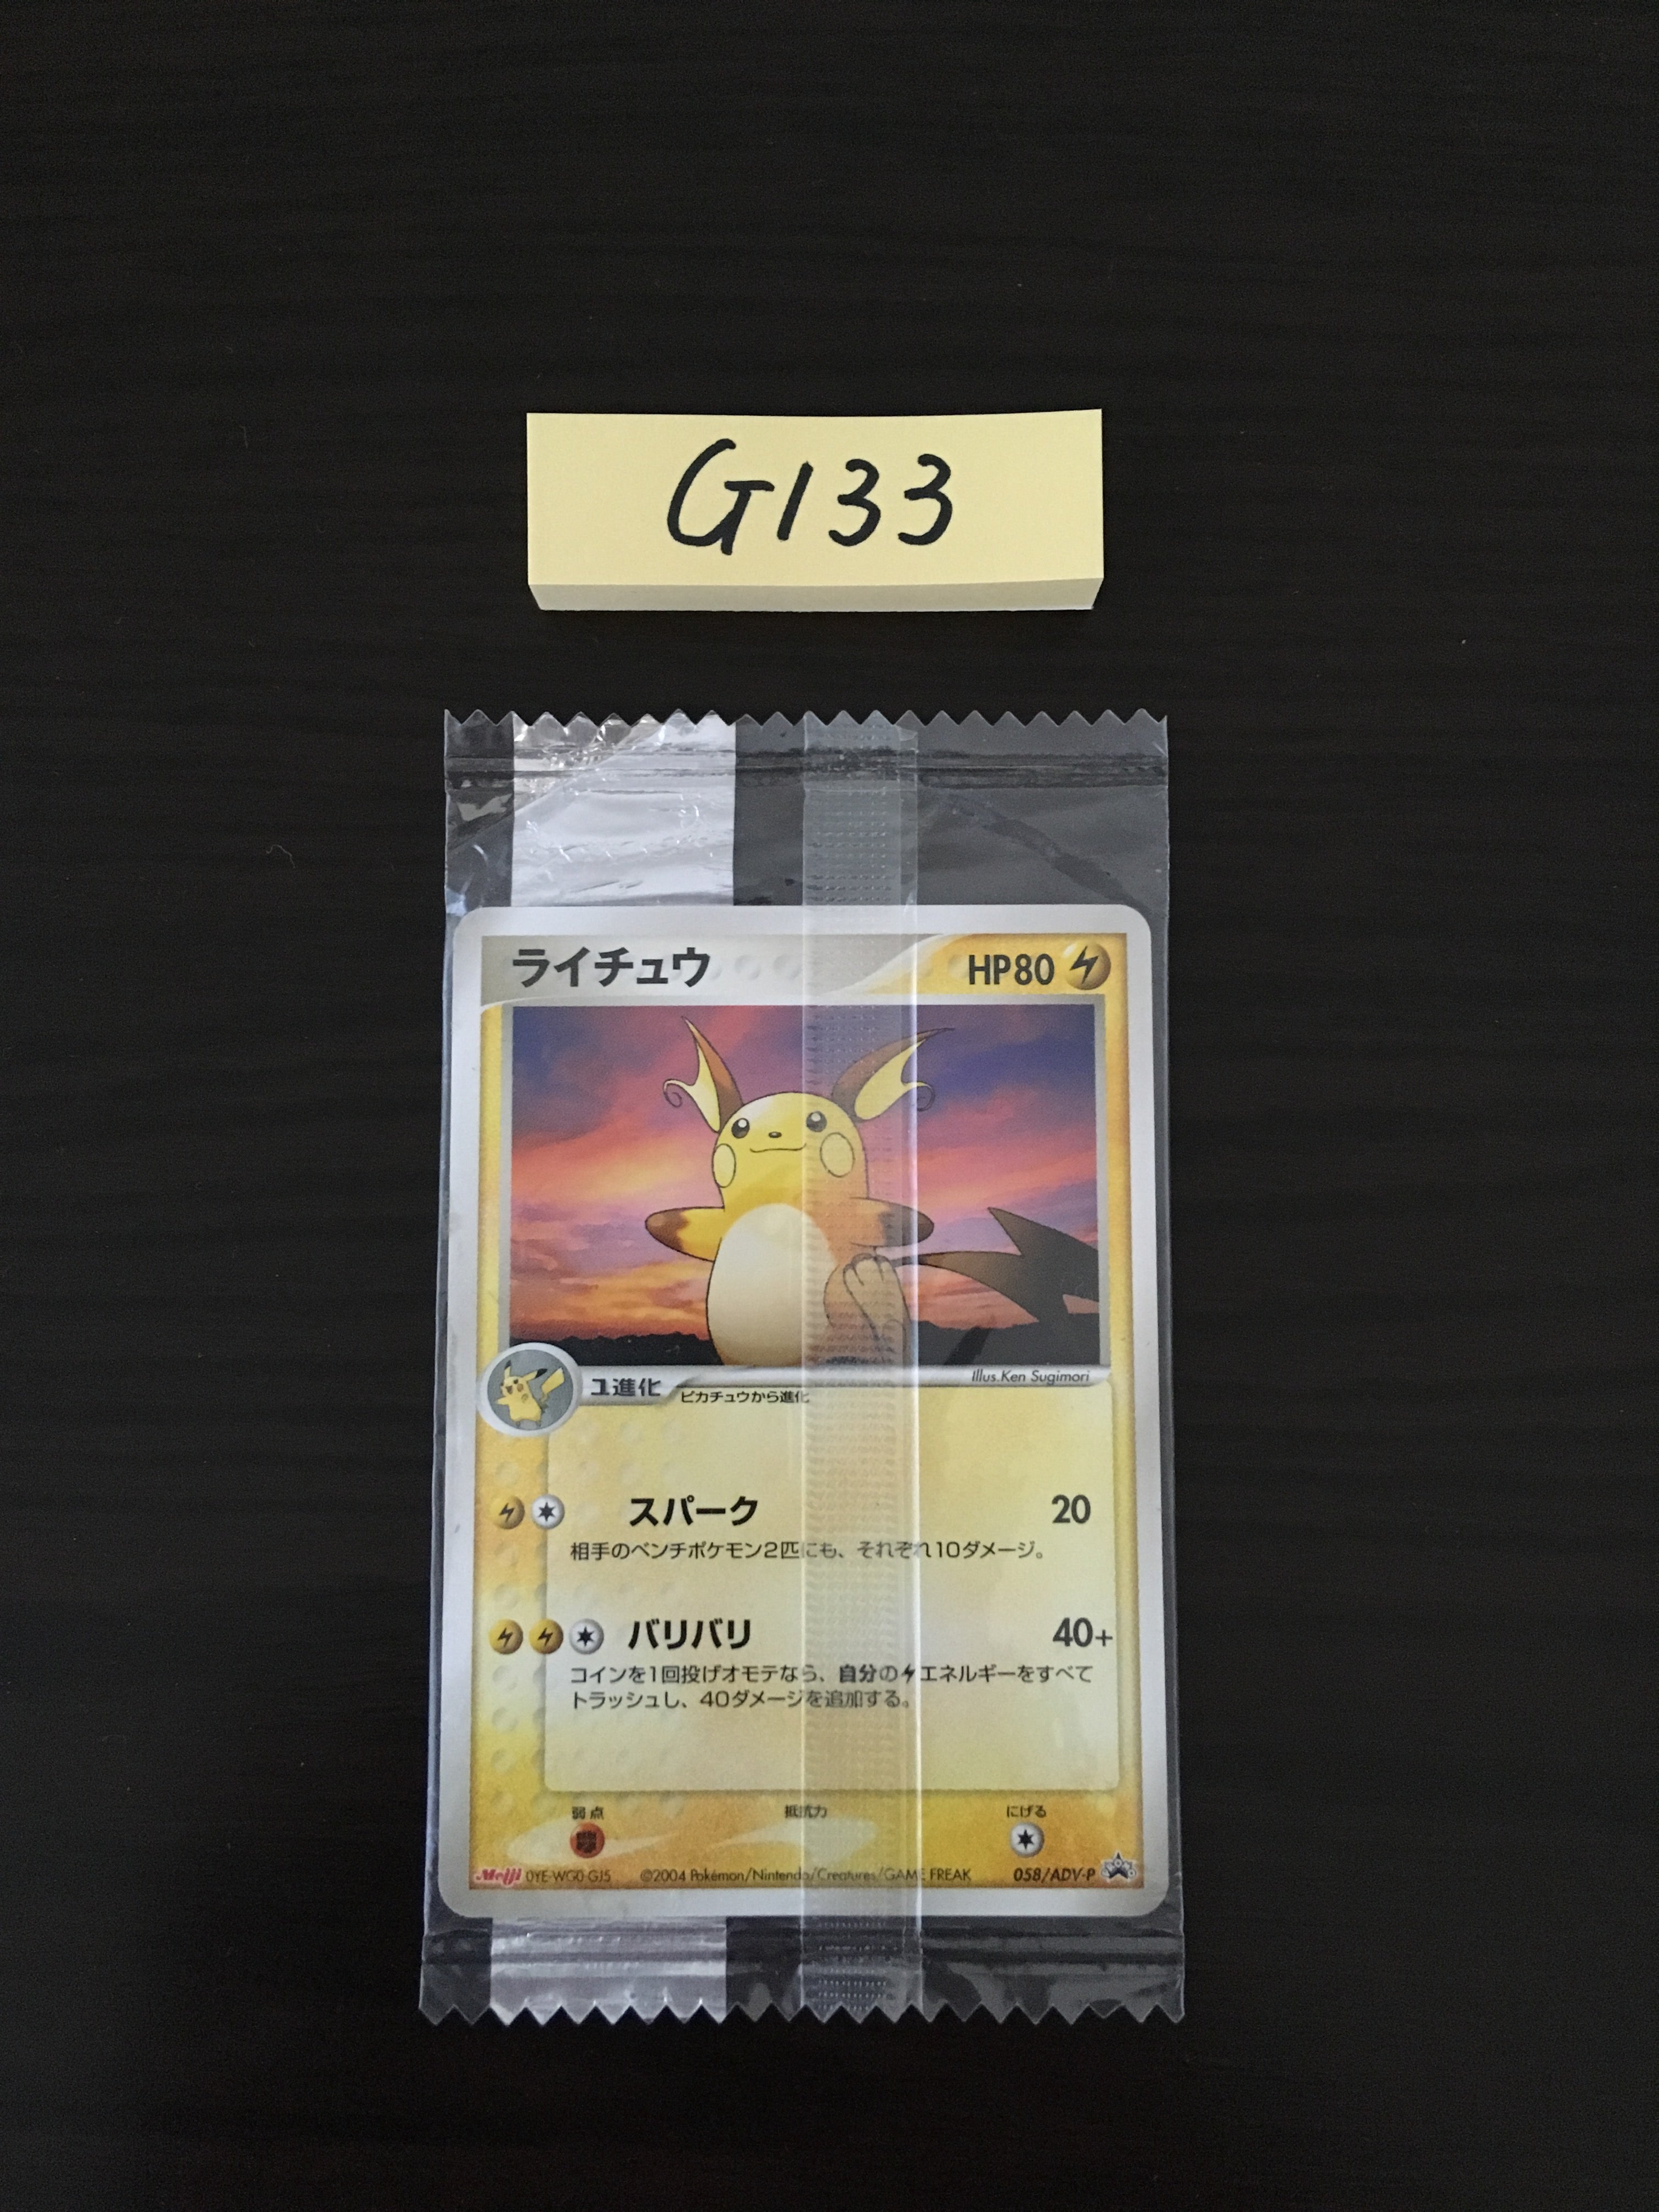 G133
ライチュウ HP80
Illus.Ken Sugimori
1進化 ピカチュウから進化
スパーク 20
相手のベンチポケモン2匹にも、それぞれ10ダメージ。
バリバリ 40+
コインを1回投げオモテなら、自分のエネルギーをすべて
トラッシュし、40ダメージを追加する。
弱点 抵抗力 にげる
Meiji 0YE-WG0-GJ5 ©2004 Pokémon/Nintendo/Creatures/GAME FREAK 058/ADV-P